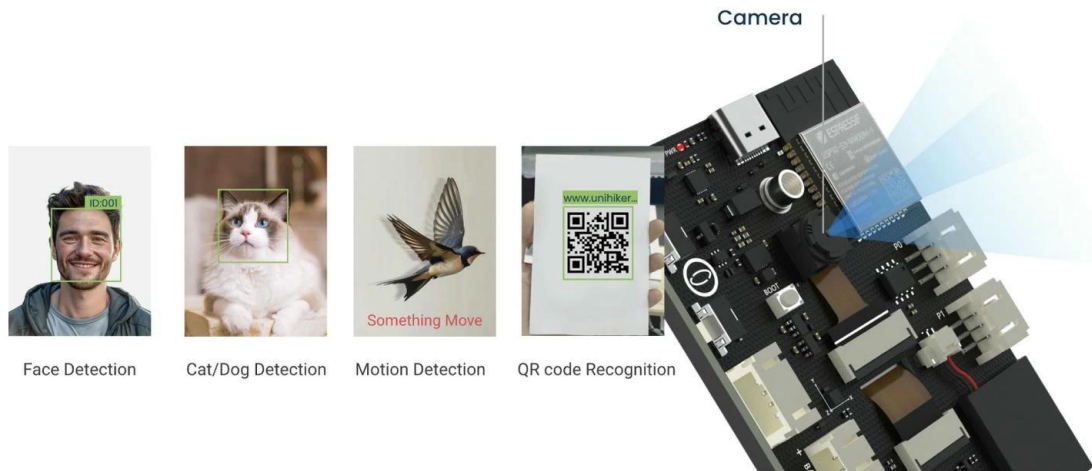 Camera
ID:001
Something Move
www.unihiker...
Face Detection
Cat/Dog Detection
Motion Detection
QR code Recognition
PWR
ESPRESSIF
BOOT
P0
P1
+
B